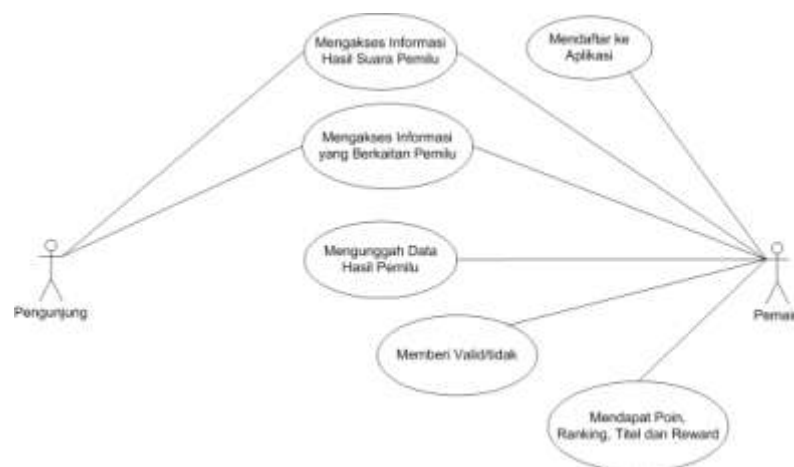 Mengakses Informasi
Hasil Suara Pemilu
Mendaftar ke
Aplikasi
Mengakses Informasi
yang Berkaitan Pemilu
Mengunggah Data
Hasil Pemilu
Pengunjung
Pemain
Memberi Valid/tidak
Mendapat Poin,
Ranking, Titel dan Reward